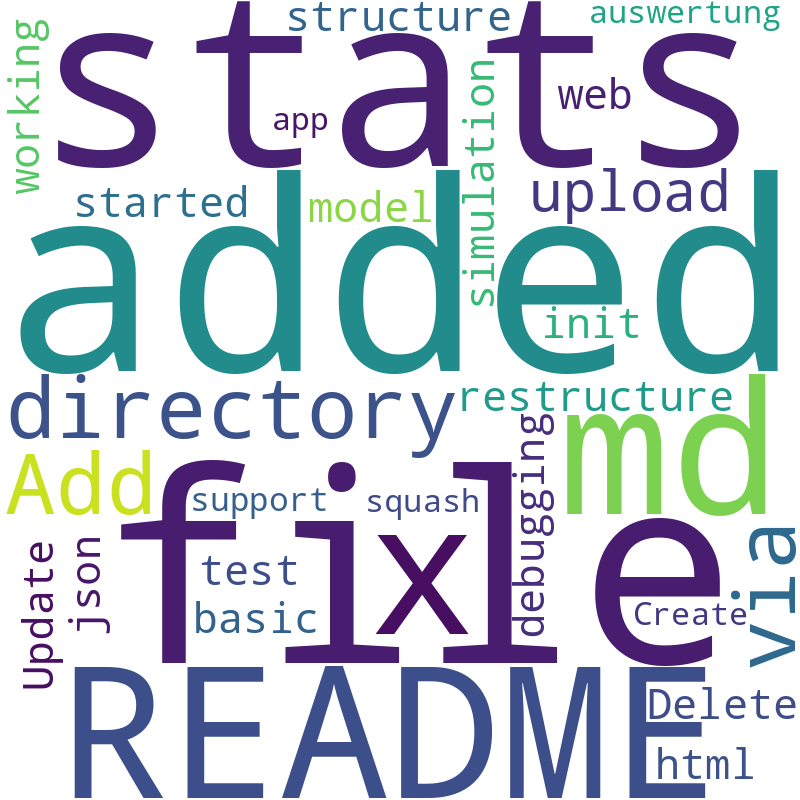 structure
auswertung
working
stats
simulation
web
app
started
model
upload
added
init
directory
restructure
md
Add
file
support
squash
debugging
x
via
Update
json
test
basic
Create
README
Delete
html